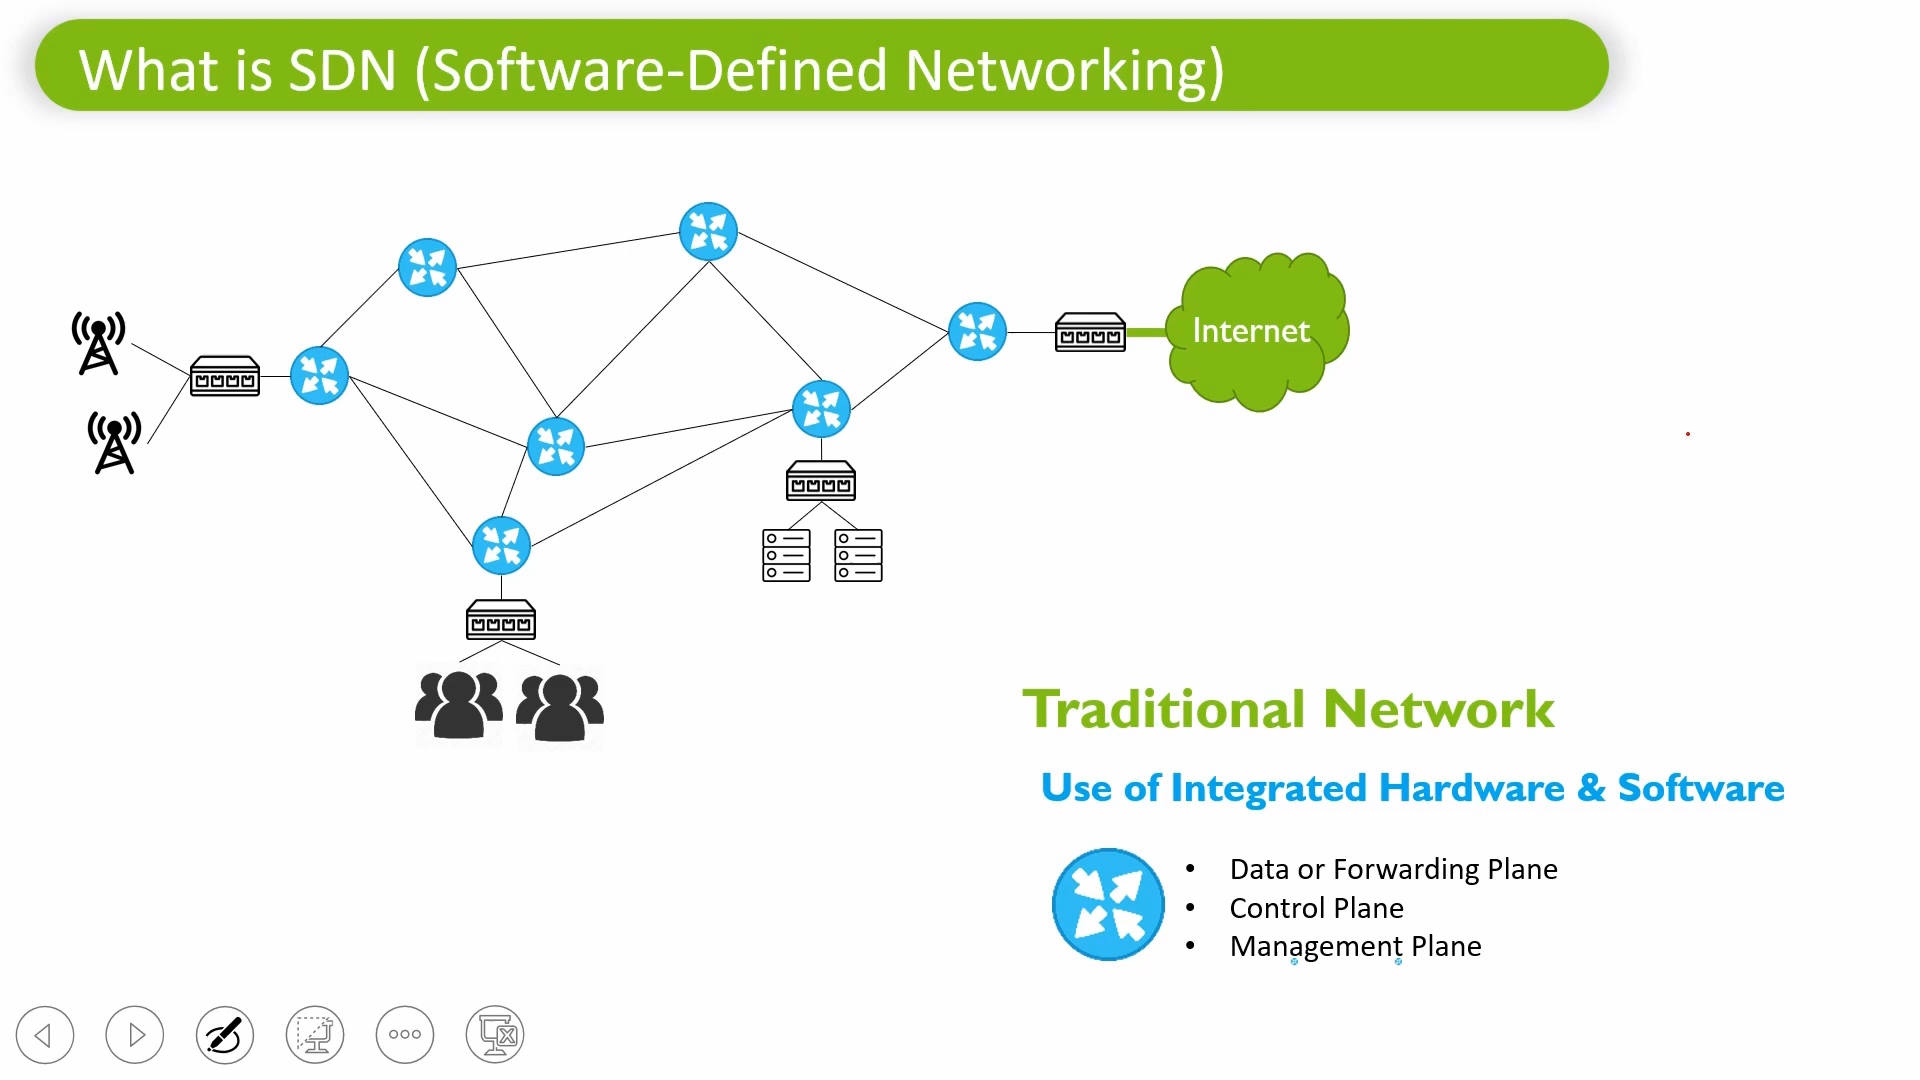 What is SDN (Software-Defined Networking)
Internet
Traditional Network
Use of Integrated Hardware & Software
• Data or Forwarding Plane
• Control Plane
• Management Plane